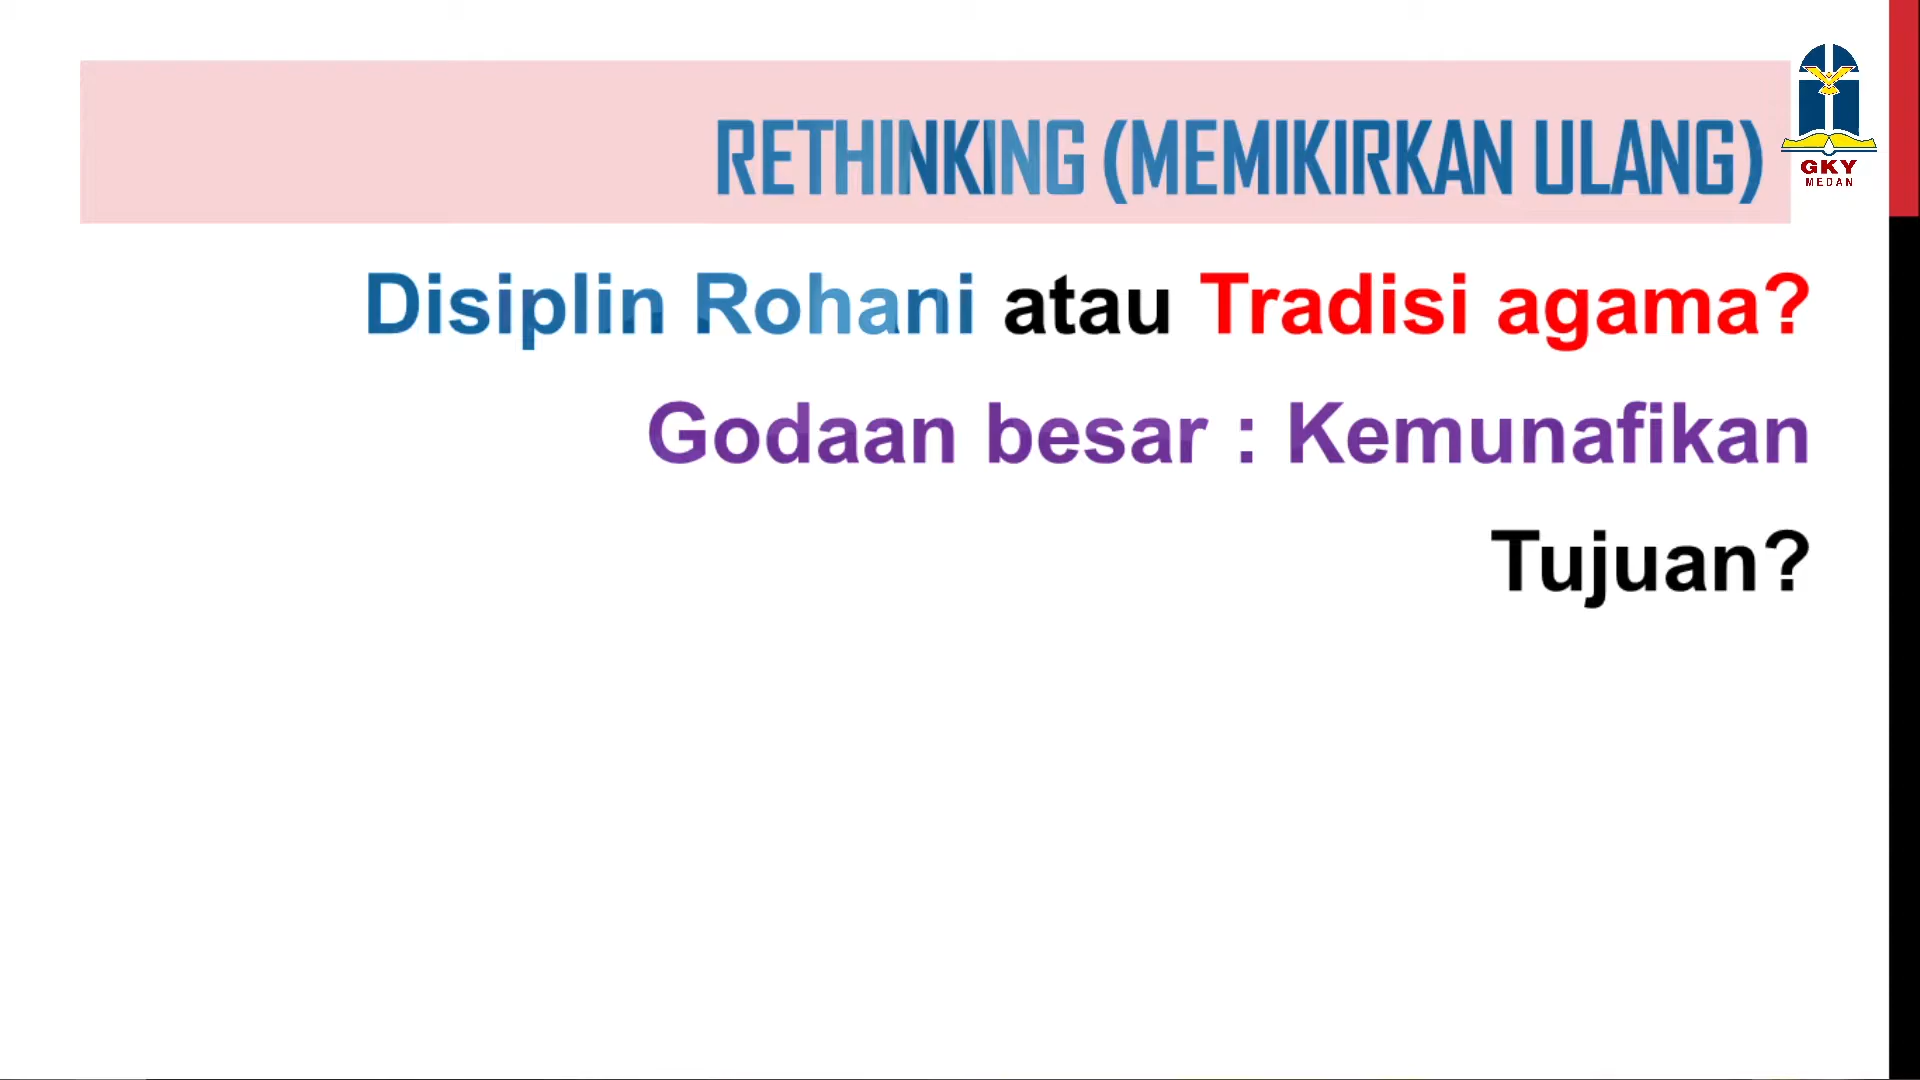 RETHINKING (MEMIKIRKAN ULANG)
GKY
MEDAN
Disiplin Rohani atau Tradisi agama?
Godaan besar : Kemunafikan
Tujuan?